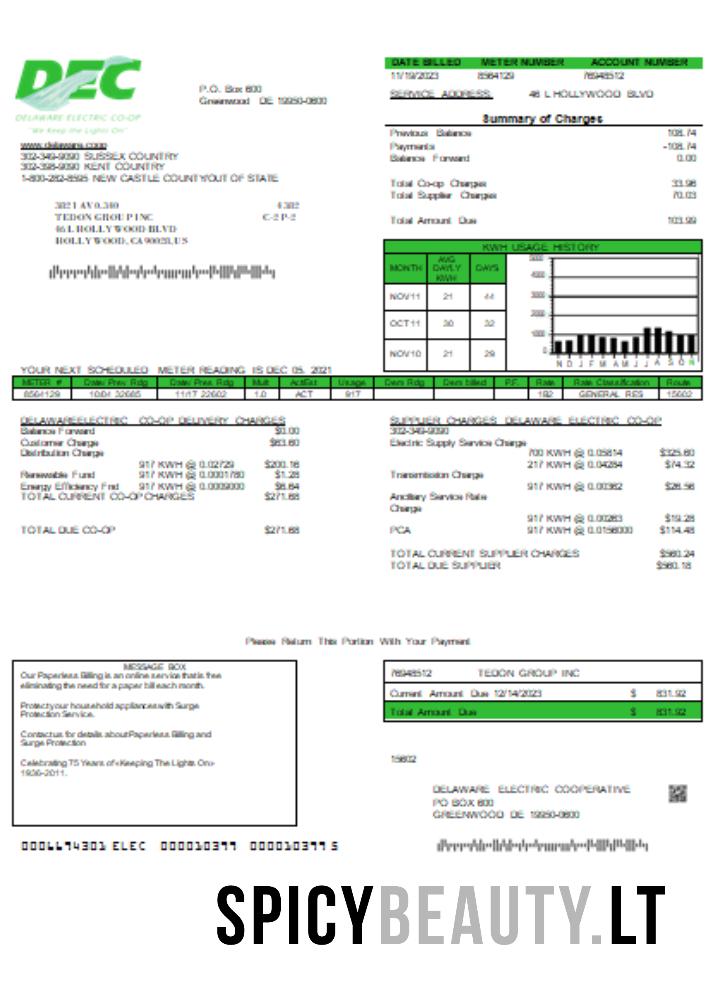 DEC
DELAWARE ELECTRIC CO-OP
"We Keep the Lights On"
P.O. Box 600
Greenwood DE 19950-0600
www.delaware.coop
302-349-9090 SUSSEX COUNTRY
302-398-9090 KENT COUNTRY
1-800-282-8595 NEW CASTLE COUNTY/OUT OF STATE
3821 AV 0.340 4 382
TEDON GROUP INC C-2 P-2
46 L HOLLYWOOD BLVD
HOLLYWOOD, CA 90028, US
DATE BILLED METER NUMBER ACCOUNT NUMBER
11/19/2023 8564129 76948512
SERVICE ADDRESS: 46 L HOLLYWOOD BLVD
Summary of Charges
Previous Balance 108.74
Payments -108.74
Balance Forward 0.00
Total Co-op Charges 33.96
Total Supplier Charges 70.03
Total Amount Due 103.99
KWH USAGE HISTORY
MONTH AVG DAYLY KWH DAYS
NOV11 21 44
OCT11 30 32
NOV10 21 29
5000
4500
3000
2000
1000
0
N D J F M A M J J A S O N
YOUR NEXT SCHEDULED METER READING IS DEC 05. 2021
METER # Date/ Prev. Rdg Date/ Prev. Rdg Mult Act/Est Usage Dem Rdg Dem billed P.F. Rate Rate Classification Route
8564129 10/04 32685 11/17 22602 1.0 ACT 917 182 GENERAL RES 15602
DELAWARE ELECTRIC CO-OP DELIVERY CHARGES
Balance Forward $0.00
Customer Charge $63.60
Distribution Charge
917 KWH @ 0.02729 $200.16
Renewable Fund 917 KWH @ 0.0001780 $1.28
Energy Efficiency Fnd 917 KWH @ 0.0009000 $6.64
TOTAL CURRENT CO-OP CHARGES $271.68
TOTAL DUE CO-OP $271.68
SUPPLIER CHARGES DELAWARE ELECTRIC CO-OP
302-349-9090
Electric Supply Service Charge
700 KWH @ 0.05814 $325.60
217 KWH @ 0.04284 $74.32
Transmission Charge
917 KWH @ 0.00362 $26.56
Ancillary Service Rate
Charge
917 KWH @ 0.00263 $19.28
PCA 917 KWH @ 0.0156000 $114.48
TOTAL CURRENT SUPPLIER CHARGES $560.24
TOTAL DUE SUPPLIER $560.18
Please Return This Portion With Your Payment
MESSAGE BOX
Our Paperless Billing is an online service that is free
eliminating the need for a paper bill each month.
Protect your household appliances with Surge
Protection Service.
Contact us for details about Paperless Billing and
Surge Protection
Celebrating 75 Years of «Keeping The Lights On»
1936-2011.
76948512 TEDON GROUP INC
Current Amount Due 12/14/2023 $ 831.92
Total Amount Due $ 831.92
15602
DELAWARE ELECTRIC COOPERATIVE
PO BOX 600
GREENWOOD DE 19950-0600
0006694301 ELEC 000010399 000010399 5
SPICYBEAUTY.LT